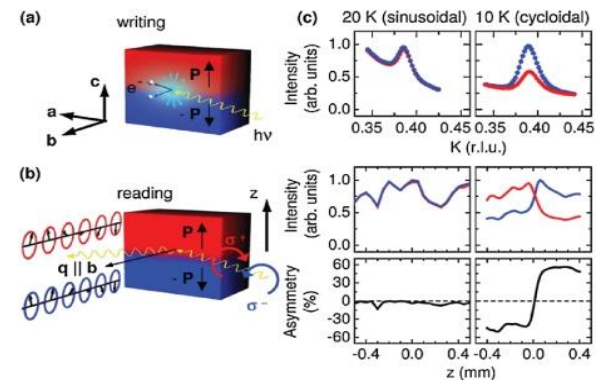 (a)
writing
c
a
b
e⁻
P
- P
hν
(b)
reading
z
P
- P
q || b
σ⁺
σ⁻
(c)
20 K (sinusoidal) 10 K (cycloidal)
Intensity
(arb. units)
1.0
0.5
0.0
0.35 0.40 0.45 0.35 0.40 0.45
K (r.l.u.)
Intensity
(arb. units)
1.0
0.5
0.0
Asymmetry
(%)
60
30
0
-30
-60
-0.4 0.0 0.4 -0.4 0.0 0.4
z (mm)